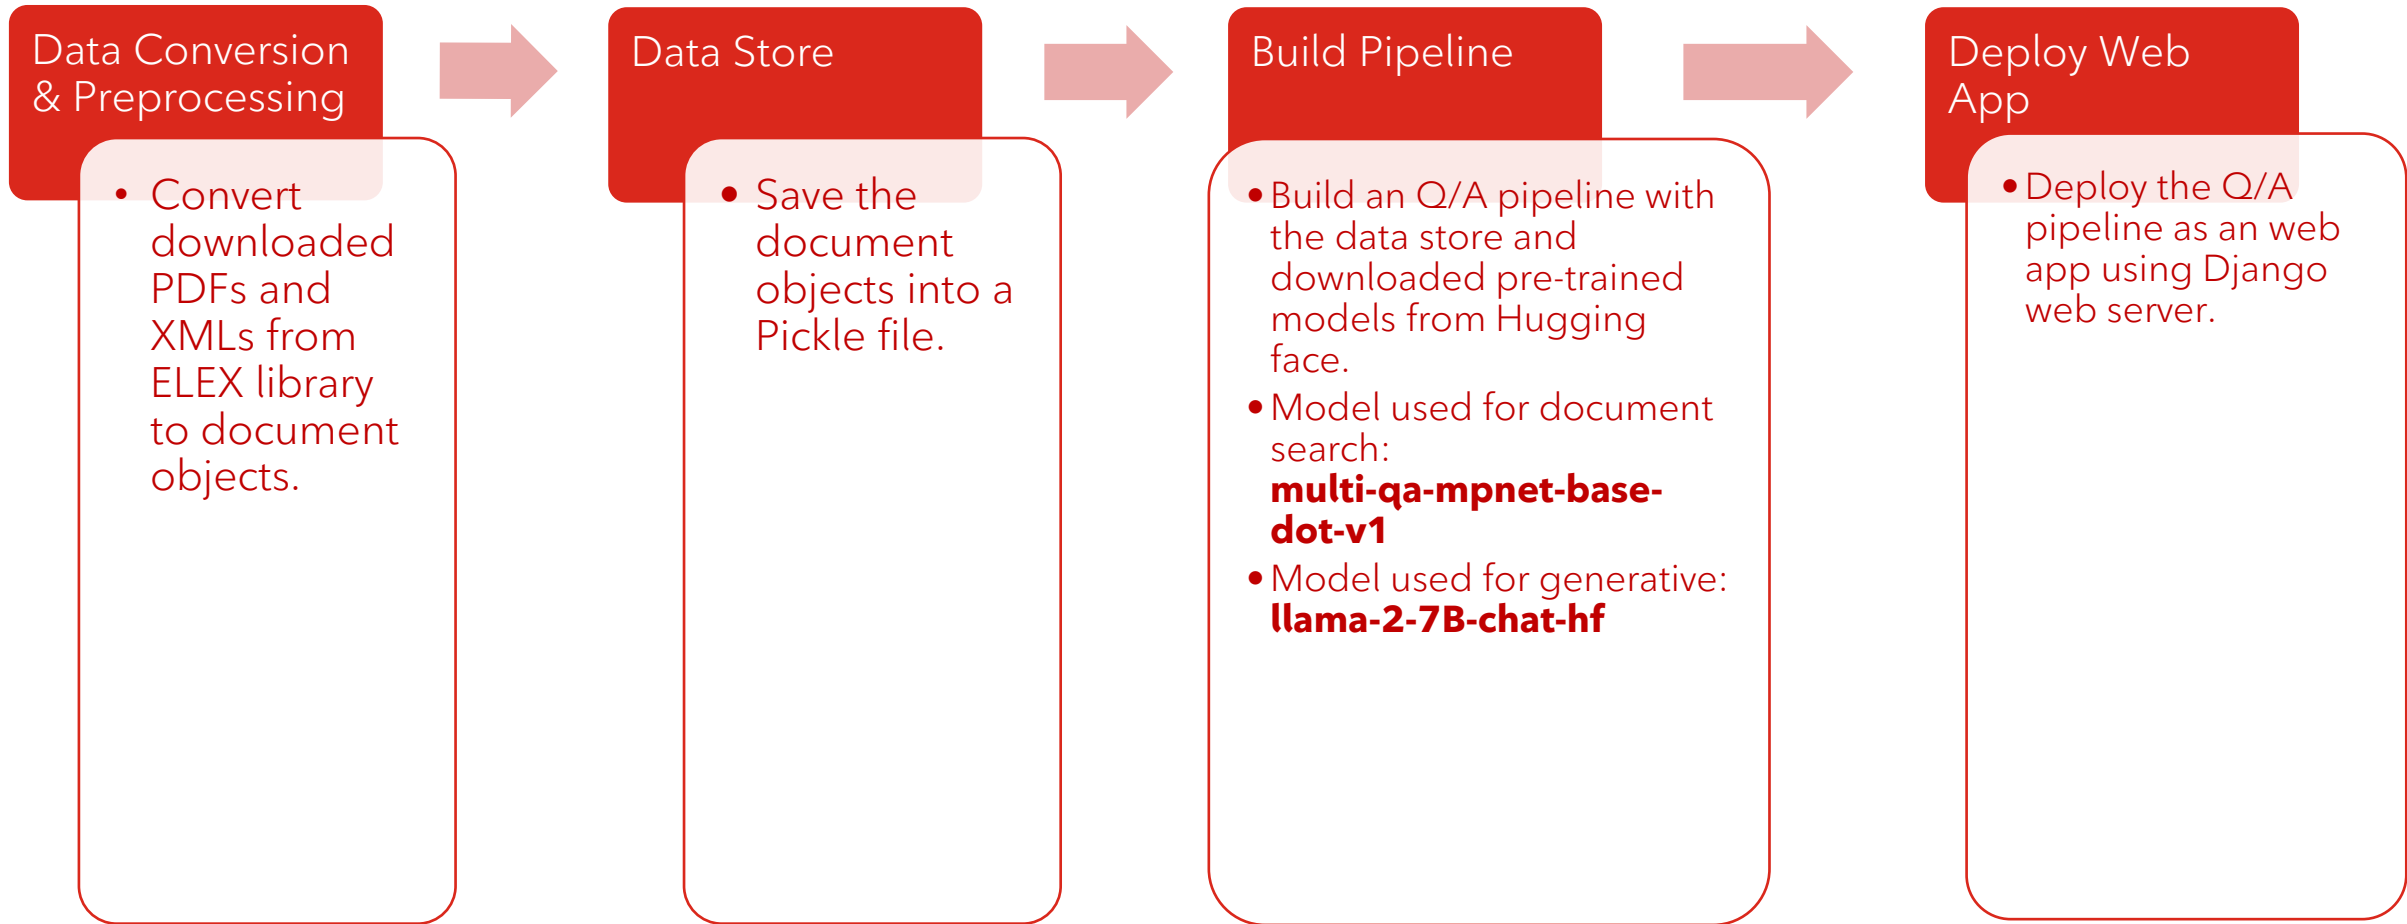 Data Conversion
& Preprocessing
• Convert
downloaded
PDFs and
XMLs from
ELEX library
to document
objects.
Data Store
• Save the
document
objects into a
Pickle file.
Build Pipeline
• Build an Q/A pipeline with
the data store and
downloaded pre-trained
models from Hugging
face.
• Model used for document
search:
multi-qa-mpnet-base-
dot-v1
• Model used for generative:
llama-2-7B-chat-hf
Deploy Web
App
• Deploy the Q/A
pipeline as an web
app using Django
web server.